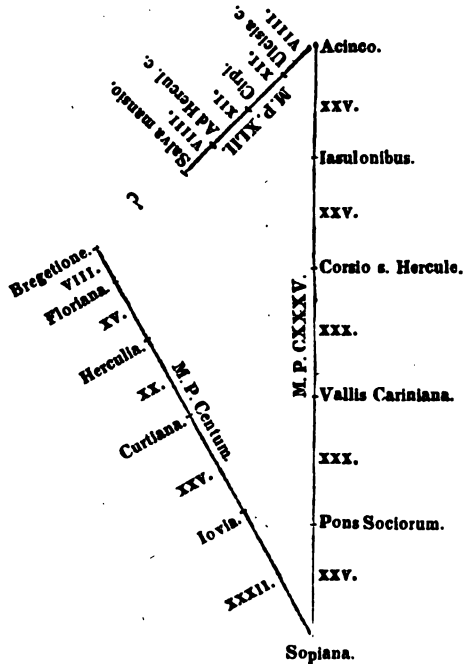 Acinco.
VIIII.
Ulcisia c.
XII.
Cirpi.
XII.
Ad Hercul. c.
VIIII.
Salva mansio.
M. P. XLII.
?
XXV.
Iasulonibus.
XXV.
Corsio s. Hercule.
XXX.
Vallis Cariniana.
XXX.
Pons Sociorum.
XXV.
Sopiana.
M. P. CXXXV.
Bregetione.
VIII.
Floriana.
XV.
Herculia.
XX.
Curtiana.
XXV.
Iovia.
XXXII.
M. P. Centum.